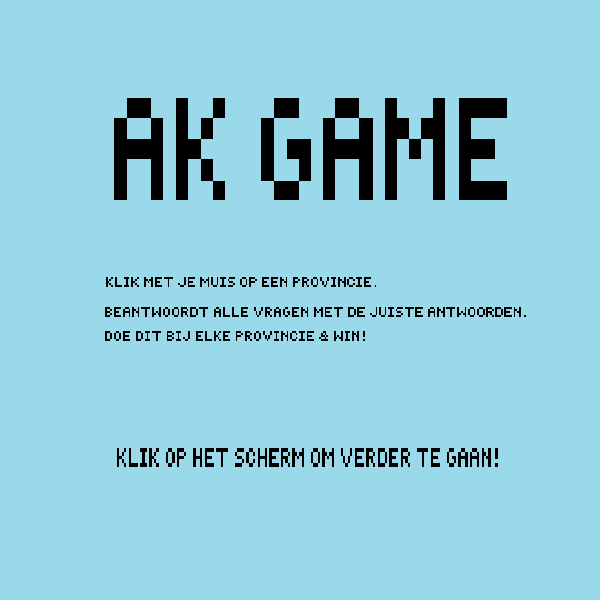 AK GAME
KLIK MET JE MUIS OP EEN PROVINCIE.
BEANTWOORDT ALLE VRAGEN MET DE JUISTE ANTWOORDEN.
DOE DIT BIJ ELKE PROVINCIE & WIN!
KLIK OP HET SCHERM OM VERDER TE GAAN!